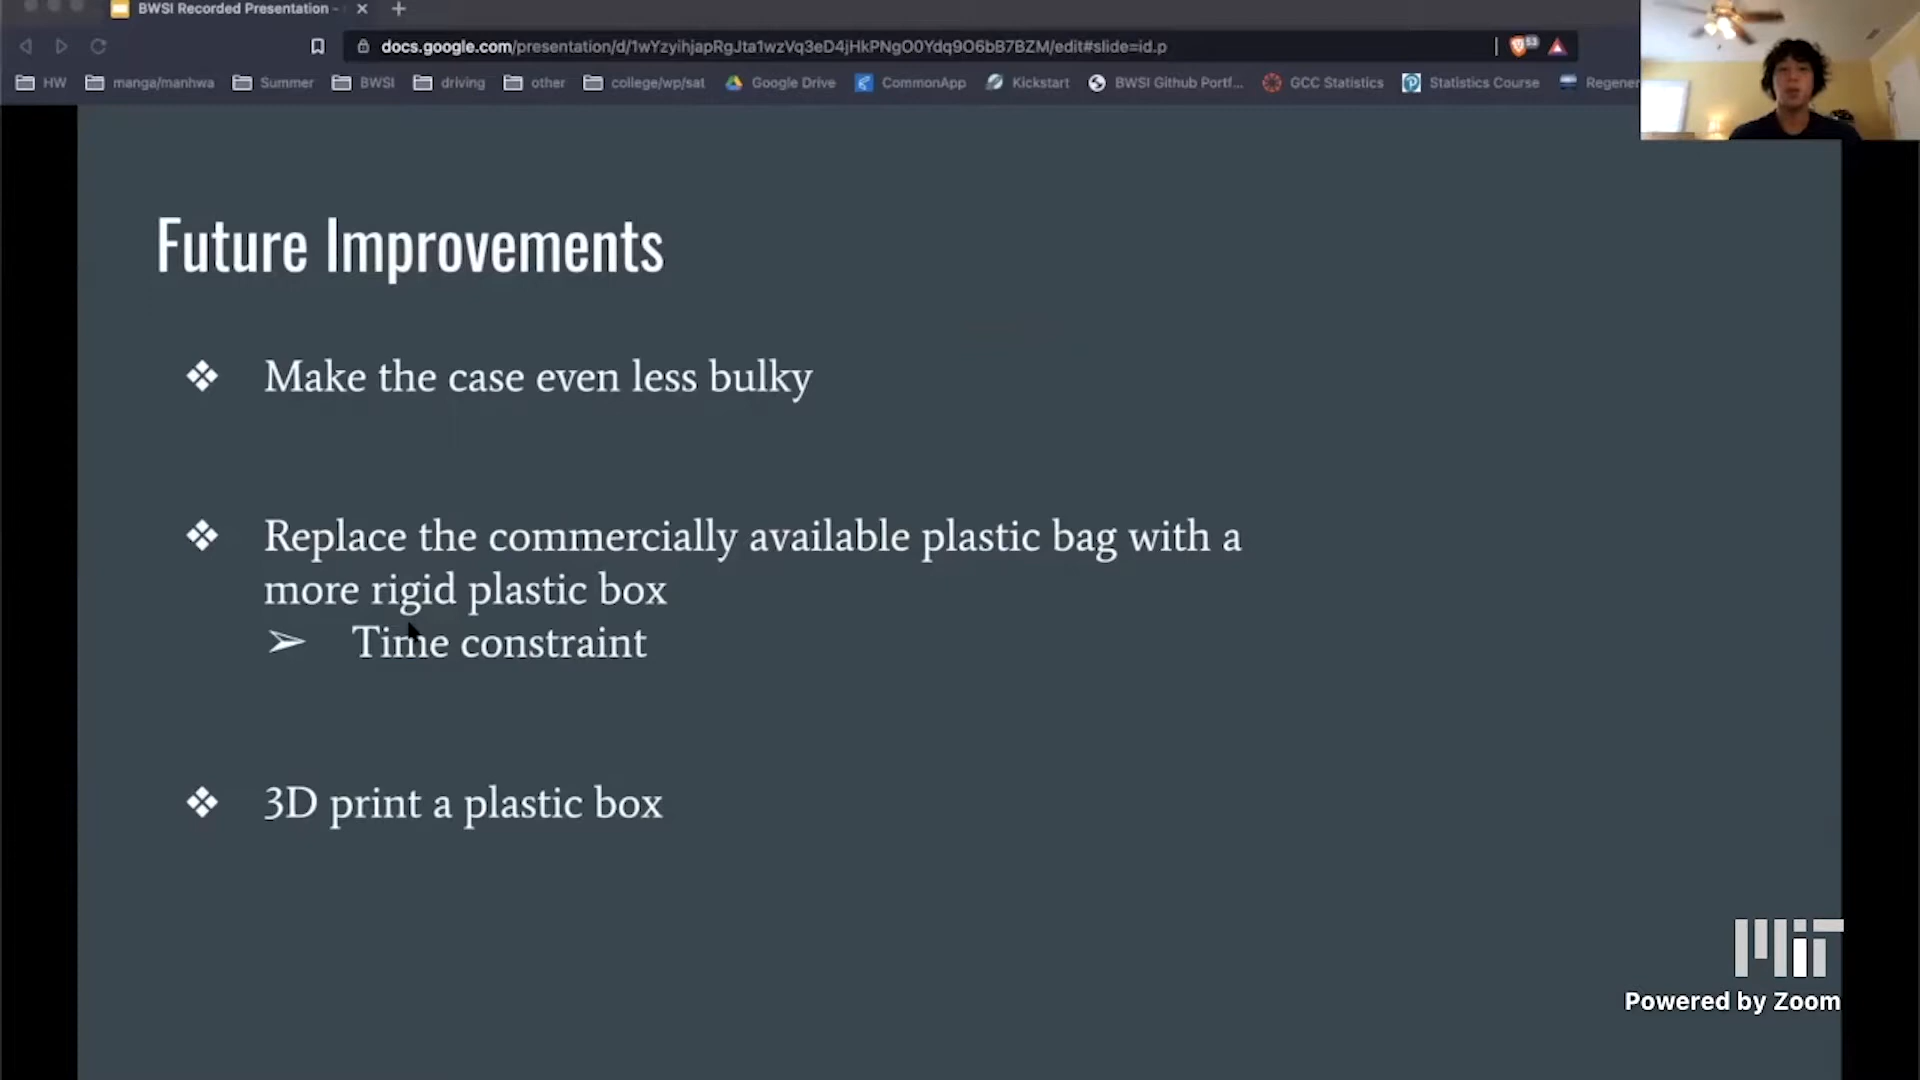 BWSI Recorded Presentation -
docs.google.com/presentation/d/1wYzyihjapRgJta1wzVq3eD4jHkPNgO0Ydq9O6bB7BZM/edit#slide=id.p
53
HW manga/manhwa Summer BWSI driving other college/wp/sat Google Drive CommonApp Kickstart BWSI Github Portf... GCC Statistics Statistics Course Regener
Future Improvements
❖ Make the case even less bulky
❖ Replace the commercially available plastic bag with a
more rigid plastic box
➢ Time constraint
❖ 3D print a plastic box
MIT
Powered by Zoom